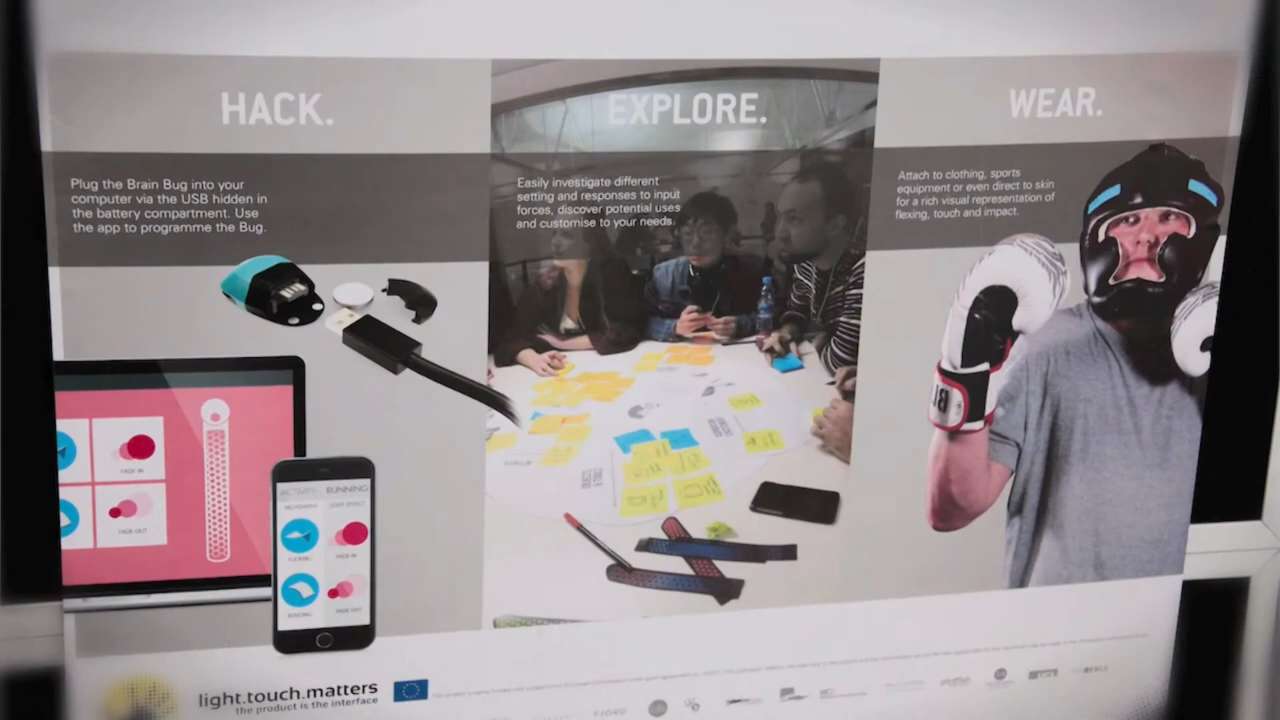 HACK.
Plug the Brain Bug into your
computer via the USB hidden in
the battery compartment. Use
the app to programme the Bug.
FADE IN
FADE OUT
ACTIVITY RUNNING
FADE IN
FADE OUT
EXPLORE.
Easily investigate different
setting and responses to input
forces, discover potential uses
and customise to your needs.
WEAR.
Attach to clothing, sports
equipment or even direct to skin
for a rich visual representation of
flexing, touch and impact.
light.touch.matters
the product is the interface